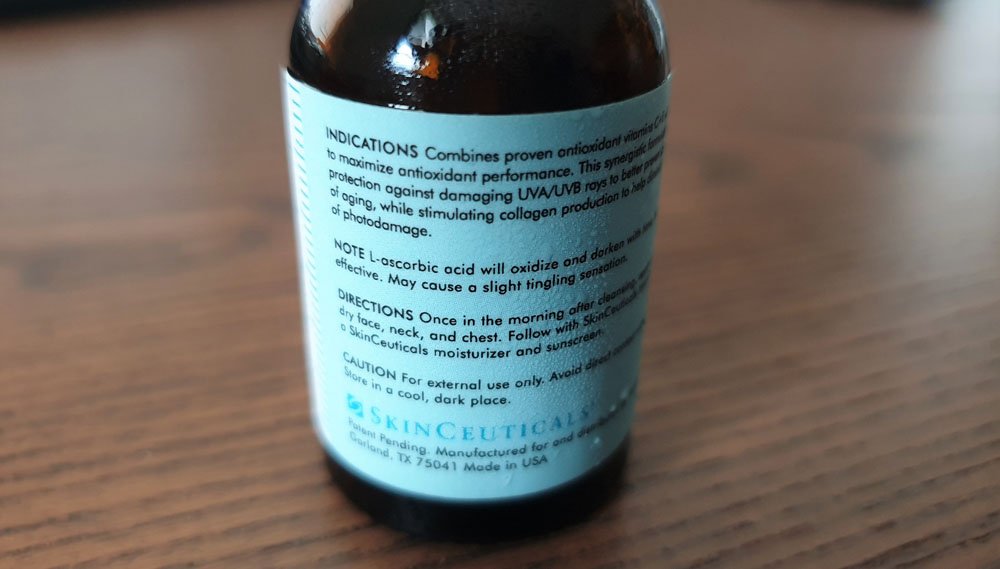 INDICATIONS Combines proven antioxidant vitamins C+E
to maximize antioxidant performance. This synergistic
protection against damaging UVA/UVB rays to better
of aging, while stimulating collagen production to help
of photodamage.
NOTE L-ascorbic acid will oxidize and darken with
effective. May cause a slight tingling sensation.
DIRECTIONS Once in the morning after cleansing,
dry face, neck, and chest. Follow with SkinCeuticals
a SkinCeuticals moisturizer and sunscreen.
CAUTION For external use only. Avoid direct
Store in a cool, dark place.
SKINCEUTICALS
Patent Pending. Manufactured for and
Garland, TX 75041 Made in USA